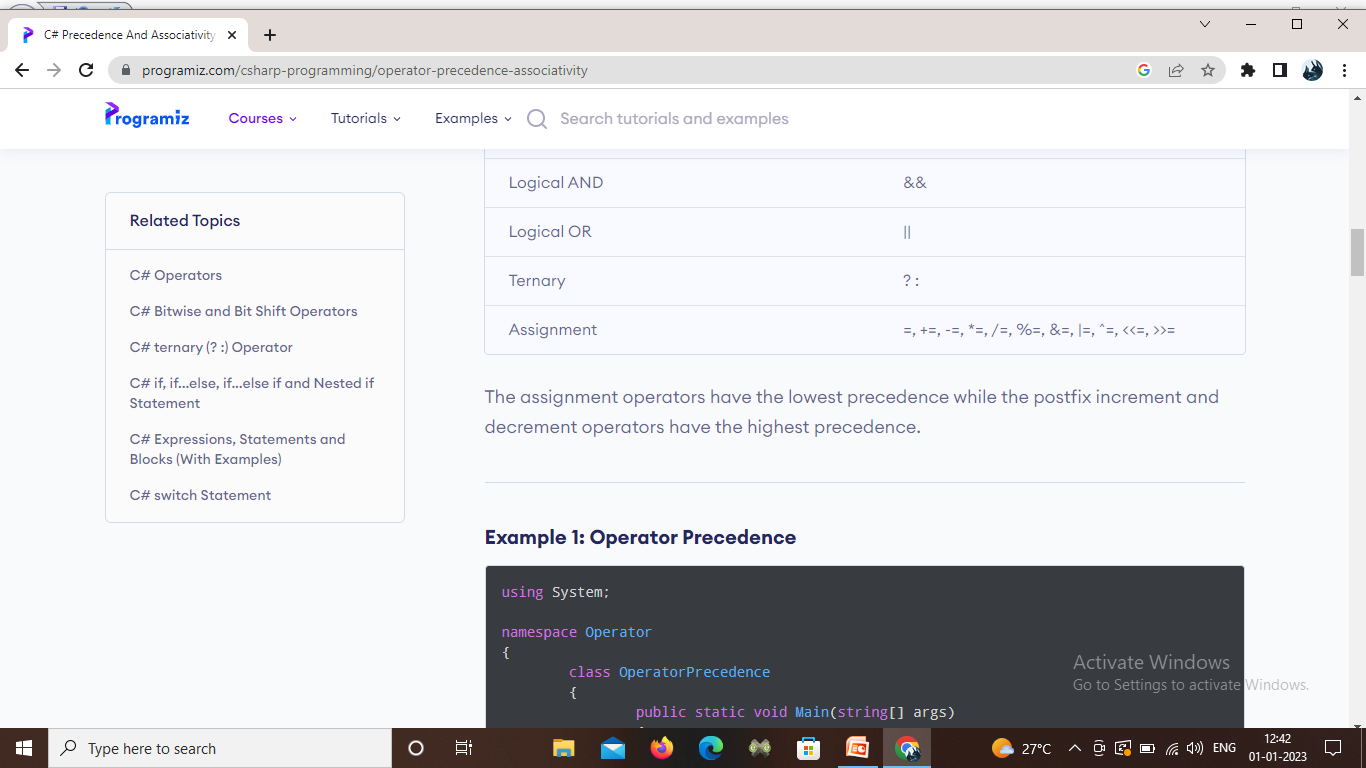 C# Precedence And Associativity
programiz.com/csharp-programming/operator-precedence-associativity
Programiz
Courses
Tutorials
Examples
Search tutorials and examples
Related Topics
C# Operators
C# Bitwise and Bit Shift Operators
C# ternary (? :) Operator
C# if, if...else, if...else if and Nested if
Statement
C# Expressions, Statements and
Blocks (With Examples)
C# switch Statement
Logical AND &&
Logical OR ||
Ternary ? :
Assignment =, +=, -=, *=, /=, %=, &=, |=, ^=, <<=, >>=
The assignment operators have the lowest precedence while the postfix increment and
decrement operators have the highest precedence.
Example 1: Operator Precedence
using System;
namespace Operator
{
class OperatorPrecedence
{
public static void Main(string[] args)
Activate Windows
Go to Settings to activate Windows.
Type here to search
27°C
ENG
12:42
01-01-2023